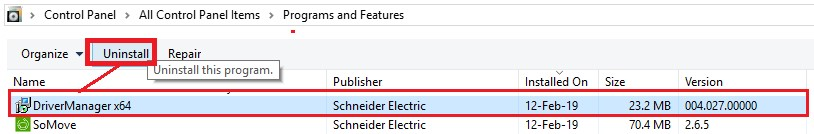 Control Panel > All Control Panel Items > Programs and Features
Organize Uninstall Repair
Uninstall this program.
Name Publisher Installed On Size Version
DriverManager x64 Schneider Electric 12-Feb-19 23.2 MB 004.027.00000
SoMove Schneider Electric 12-Feb-19 70.4 MB 2.6.5